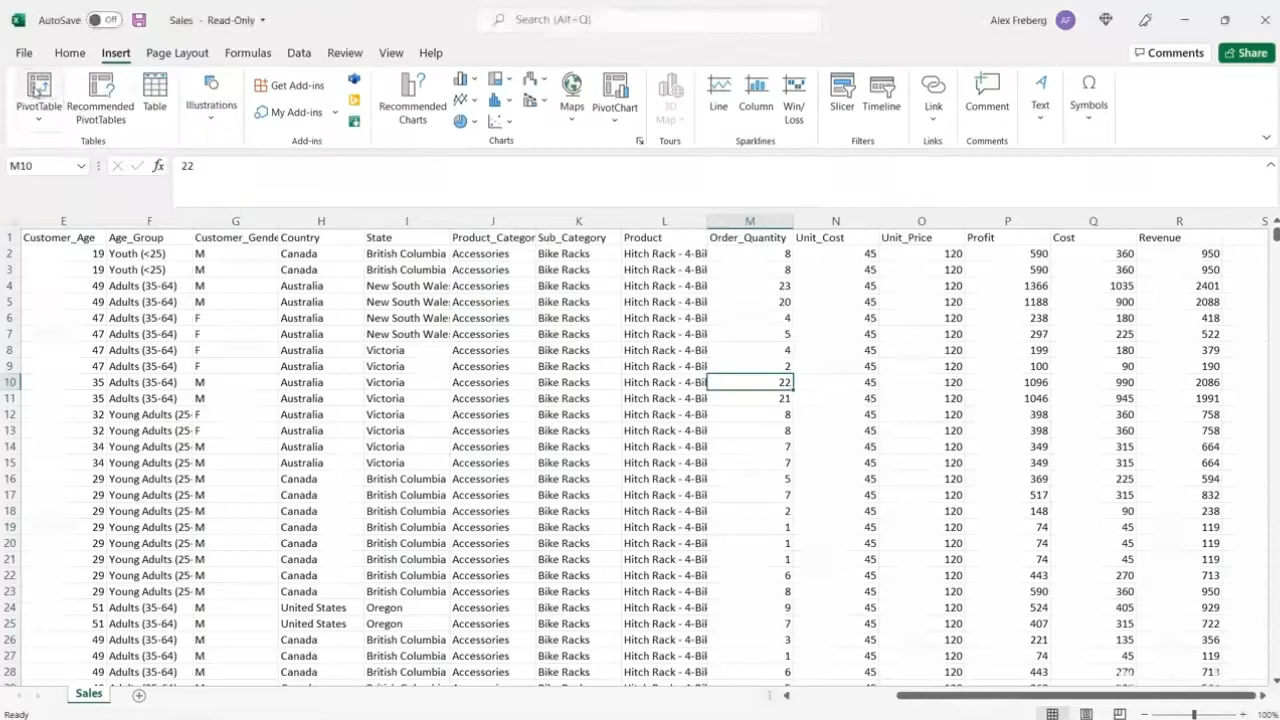 AutoSave Off Sales - Read-Only Search (Alt+Q) Alex Freberg AF
File Home Insert Page Layout Formulas Data Review View Help Comments Share
PivotTable Recommended PivotTables Table Illustrations Get Add-ins My Add-ins Recommended Charts Maps PivotChart 3D Map Line Column Win/Loss Slicer Timeline Link Comment Text Symbols
Tables Add-ins Charts Tours Sparklines Filters Links Comments
M10 fx 22
E F G H I J K L M N O P Q R S
1 Customer_Age Age_Group Customer_Gende Country State Product_Categor Sub_Category Product Order_Quantity Unit_Cost Unit_Price Profit Cost Revenue
2 19 Youth (<25) M Canada British Columbia Accessories Bike Racks Hitch Rack - 4-Bil 8 45 120 590 360 950
3 19 Youth (<25) M Canada British Columbia Accessories Bike Racks Hitch Rack - 4-Bil 8 45 120 590 360 950
4 49 Adults (35-64) M Australia New South Wale: Accessories Bike Racks Hitch Rack - 4-Bil 23 45 120 1366 1035 2401
5 49 Adults (35-64) M Australia New South Wale: Accessories Bike Racks Hitch Rack - 4-Bil 20 45 120 1188 900 2088
6 47 Adults (35-64) F Australia New South Wale: Accessories Bike Racks Hitch Rack - 4-Bil 4 45 120 238 180 418
7 47 Adults (35-64) F Australia New South Wale: Accessories Bike Racks Hitch Rack - 4-Bil 5 45 120 297 225 522
8 47 Adults (35-64) F Australia Victoria Accessories Bike Racks Hitch Rack - 4-Bil 4 45 120 199 180 379
9 47 Adults (35-64) F Australia Victoria Accessories Bike Racks Hitch Rack - 4-Bil 2 45 120 100 90 190
10 35 Adults (35-64) M Australia Victoria Accessories Bike Racks Hitch Rack - 4-Bil 22 45 120 1096 990 2086
11 35 Adults (35-64) M Australia Victoria Accessories Bike Racks Hitch Rack - 4-Bil 21 45 120 1046 945 1991
12 32 Young Adults (25- F Australia Victoria Accessories Bike Racks Hitch Rack - 4-Bil 8 45 120 398 360 758
13 32 Young Adults (25- F Australia Victoria Accessories Bike Racks Hitch Rack - 4-Bil 8 45 120 398 360 758
14 34 Young Adults (25- M Australia Victoria Accessories Bike Racks Hitch Rack - 4-Bil 7 45 120 349 315 664
15 34 Young Adults (25- M Australia Victoria Accessories Bike Racks Hitch Rack - 4-Bil 7 45 120 349 315 664
16 29 Young Adults (25- M Canada British Columbia Accessories Bike Racks Hitch Rack - 4-Bil 5 45 120 369 225 594
17 29 Young Adults (25- M Canada British Columbia Accessories Bike Racks Hitch Rack - 4-Bil 7 45 120 517 315 832
18 29 Young Adults (25- M Canada British Columbia Accessories Bike Racks Hitch Rack - 4-Bil 2 45 120 148 90 238
19 29 Young Adults (25- M Canada British Columbia Accessories Bike Racks Hitch Rack - 4-Bil 1 45 120 74 45 119
20 29 Young Adults (25- M Canada British Columbia Accessories Bike Racks Hitch Rack - 4-Bil 1 45 120 74 45 119
21 29 Young Adults (25- M Canada British Columbia Accessories Bike Racks Hitch Rack - 4-Bil 1 45 120 74 45 119
22 29 Young Adults (25- M Canada British Columbia Accessories Bike Racks Hitch Rack - 4-Bil 6 45 120 443 270 713
23 29 Young Adults (25- M Canada British Columbia Accessories Bike Racks Hitch Rack - 4-Bil 8 45 120 590 360 950
24 51 Adults (35-64) M United States Oregon Accessories Bike Racks Hitch Rack - 4-Bil 9 45 120 524 405 929
25 51 Adults (35-64) M United States Oregon Accessories Bike Racks Hitch Rack - 4-Bil 7 45 120 407 315 722
26 49 Adults (35-64) M Canada British Columbia Accessories Bike Racks Hitch Rack - 4-Bil 3 45 120 221 135 356
27 49 Adults (35-64) M Canada British Columbia Accessories Bike Racks Hitch Rack - 4-Bil 1 45 120 74 45 119
28 49 Adults (35-64) M Canada British Columbia Accessories Bike Racks Hitch Rack - 4-Bil 6 45 120 443 270 713
Sales
Ready 100%